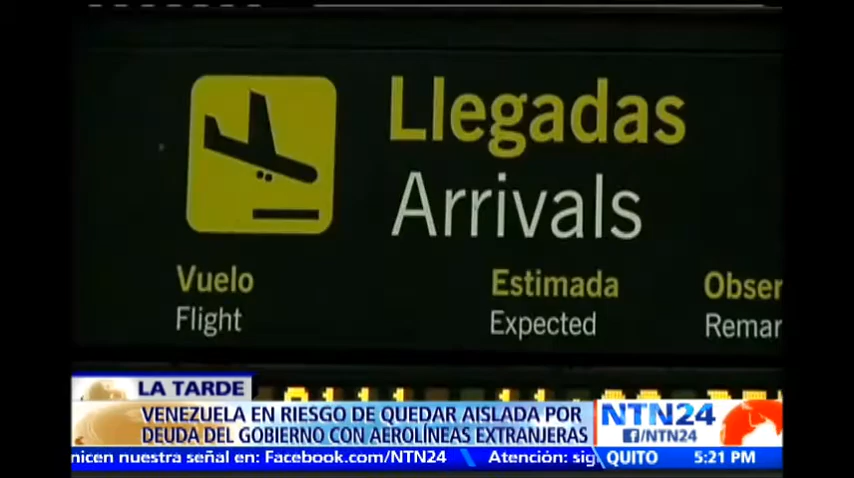 Llegadas
Arrivals
Vuelo
Flight
Estimada
Expected
Obser
Remar
LA TARDE
VENEZUELA EN RIESGO DE QUEDAR AISLADA POR
DEUDA DEL GOBIERNO CON AEROLÍNEAS EXTRANJERAS
NTN24
/NTN24
nicen nuestra señal en: Facebook.com/NTN24
Atención: sig
QUITO 5:21 PM